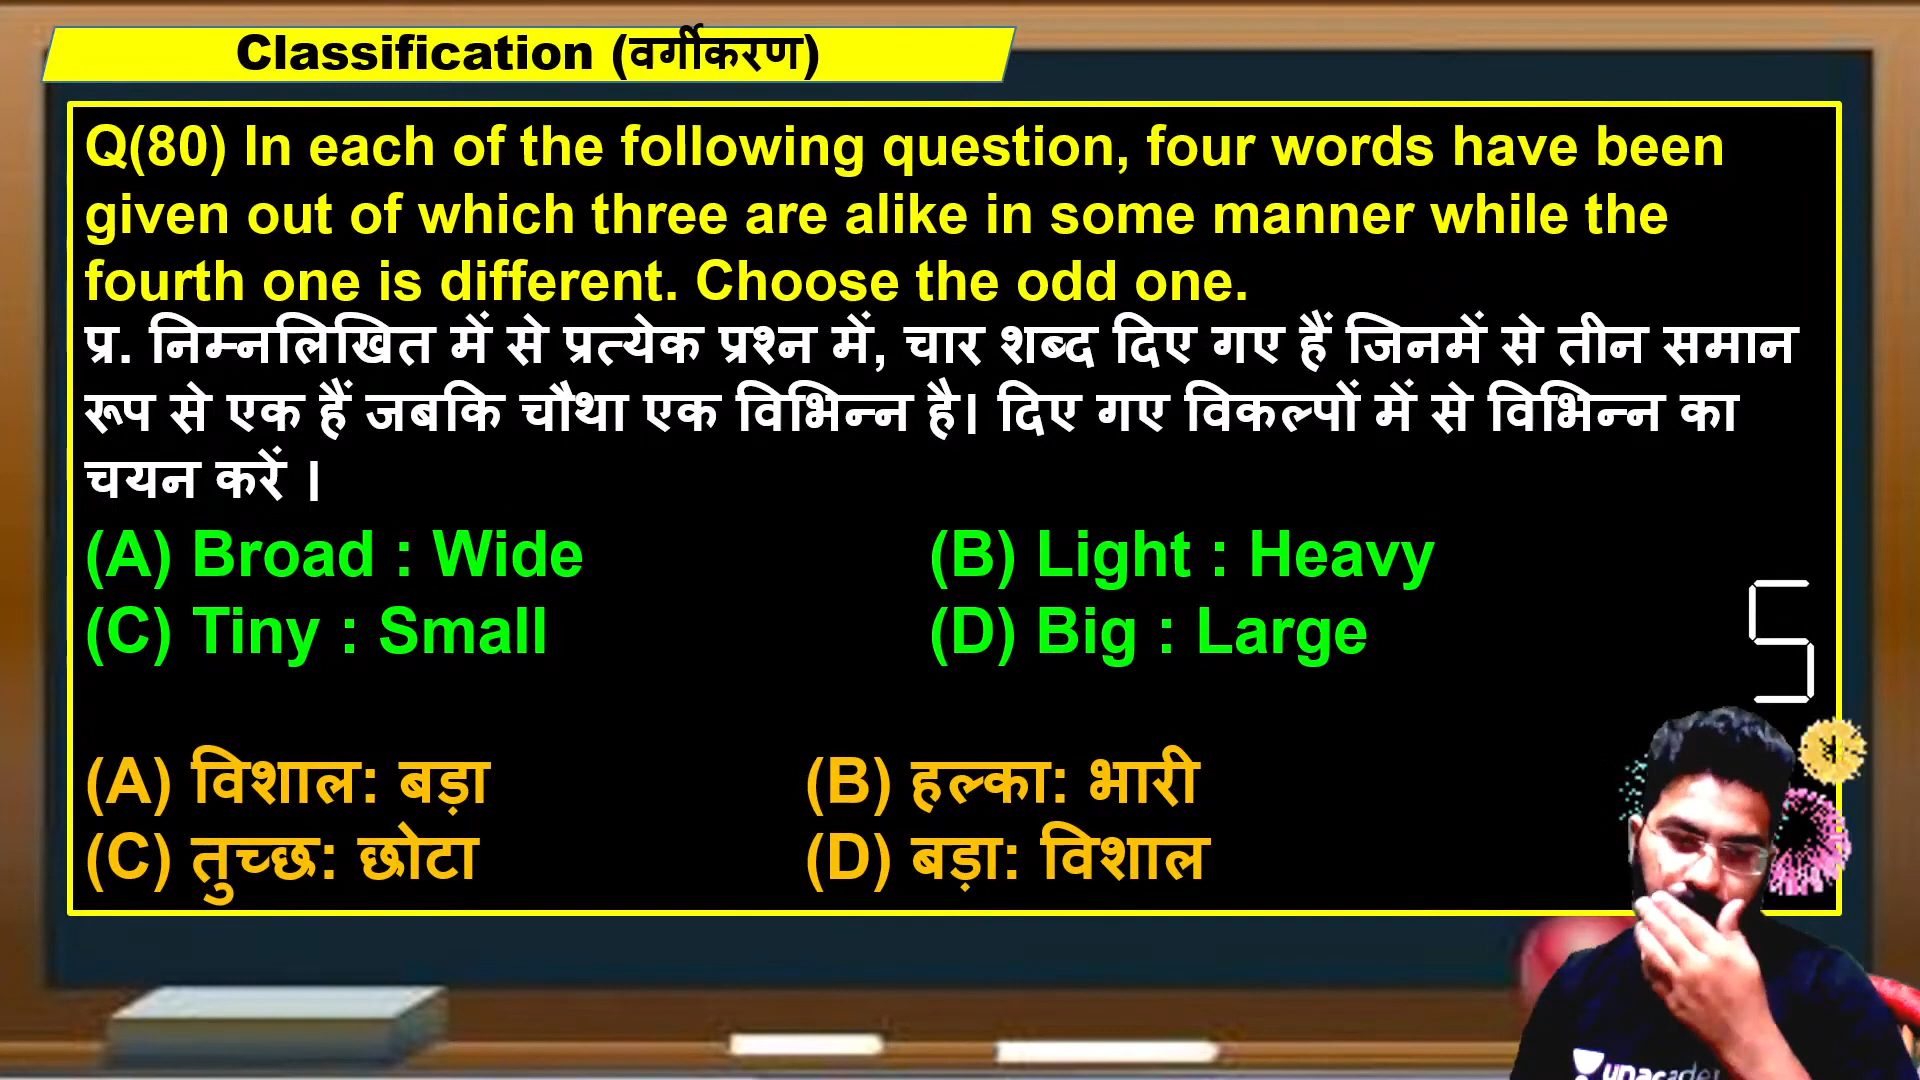 Classification (वर्गीकरण)
Q(80) In each of the following question, four words have been
given out of which three are alike in some manner while the
fourth one is different. Choose the odd one.
प्र. निम्नलिखित में से प्रत्येक प्रश्न में, चार शब्द दिए गए हैं जिनमें से तीन समान
रूप से एक हैं जबकि चौथा एक विभिन्न है। दिए गए विकल्पों में से विभिन्न का
चयन करें ।
(A) Broad : Wide (B) Light : Heavy
(C) Tiny : Small (D) Big : Large
5
(A) विशाल: बड़ा (B) हल्का: भारी
(C) तुच्छ: छोटा (D) बड़ा: विशाल